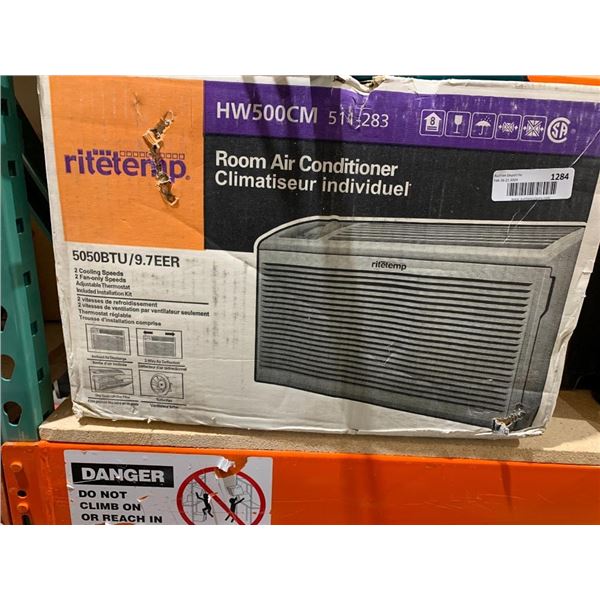 HW500CM 511-283
ritetemp
Room Air Conditioner
Climatiseur individuel
1284
ritetemp
5050BTU/9.7EER
2 Cooling Speeds
2 Fan-only Speeds
Adjustable Thermostat
Included Installation Kit
2 vitesses de refroidissement
2 vitesses de ventilation par ventilateur seulement
Thermostat réglable
Trousse d'installation comprise
DANGER
DO NOT
CLIMB ON
OR REACH IN